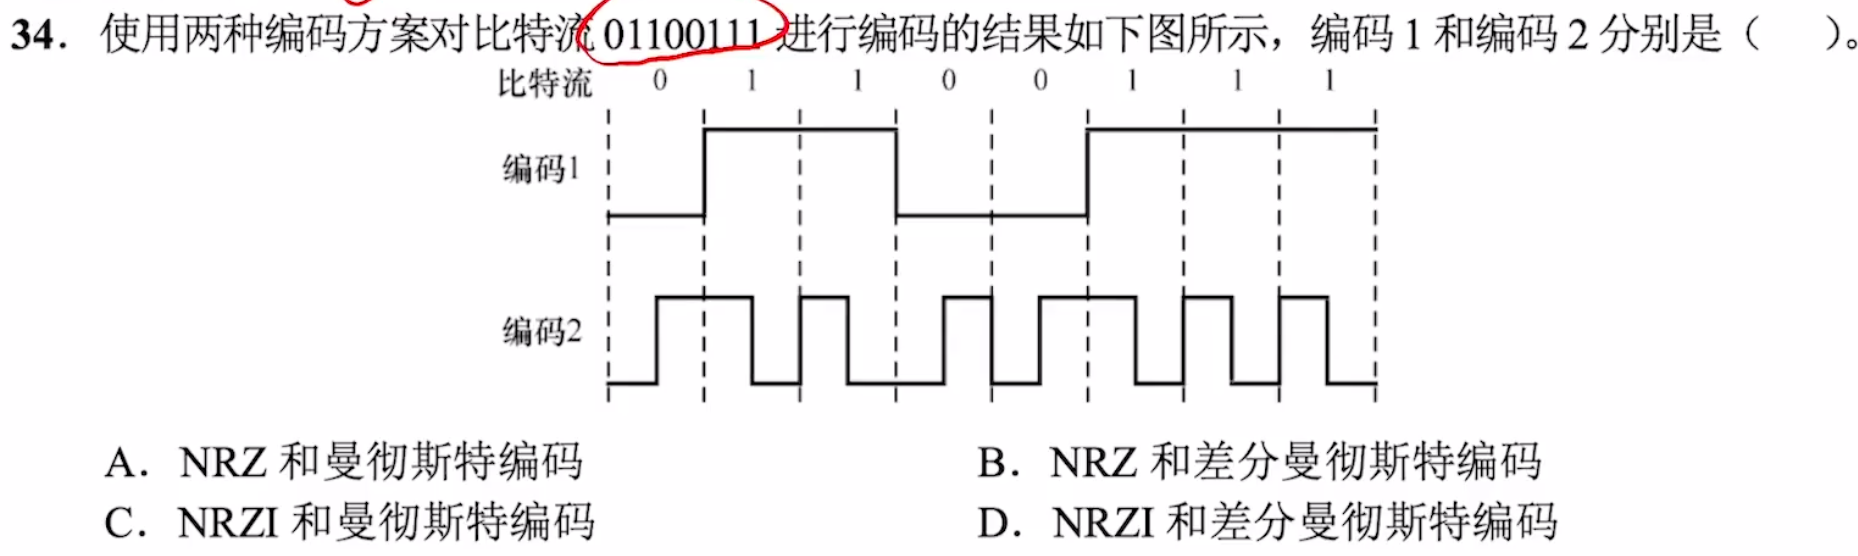 34. 使用两种编码方案对比特流 01100111 进行编码的结果如下图所示，编码 1 和编码 2 分别是（ ）。
比特流 0 1 1 0 0 1 1 1
编码1
编码2
A. NRZ 和曼彻斯特编码 B. NRZ 和差分曼彻斯特编码
C. NRZI 和曼彻斯特编码 D. NRZI 和差分曼彻斯特编码